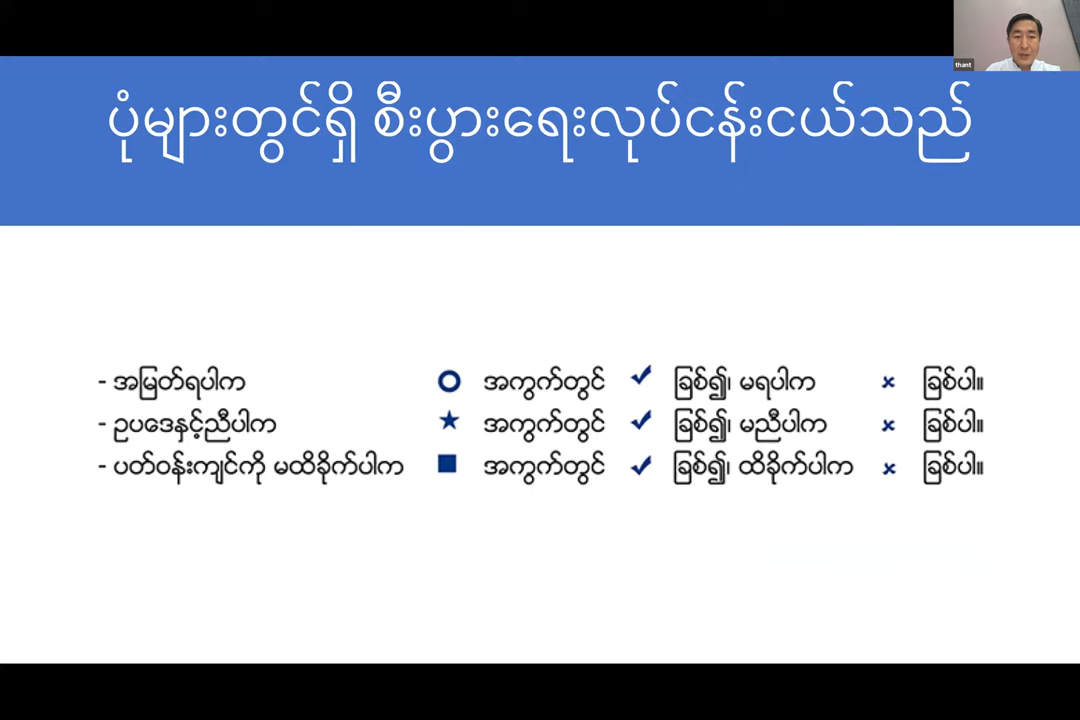 thant
ပုံများတွင်ရှိ စီးပွားရေးလုပ်ငန်းငယ်သည်
- အမြတ်ရပါက အကွက်တွင် ခြစ်၍၊ မရပါက ခြစ်ပါ။
- ဥပဒေနှင့်ညီပါက အကွက်တွင် ခြစ်၍၊ မညီပါက ခြစ်ပါ။
- ပတ်ဝန်းကျင်ကို မထိခိုက်ပါက အကွက်တွင် ခြစ်၍၊ ထိခိုက်ပါက ခြစ်ပါ။